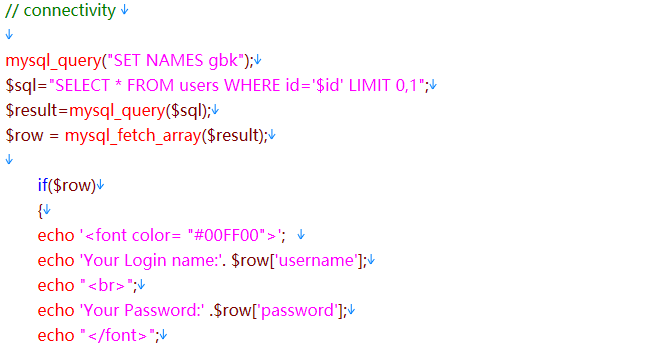 // connectivity ↓
↓
mysql_query("SET NAMES gbk");↓
$sql="SELECT * FROM users WHERE id='$id' LIMIT 0,1";↓
$result=mysql_query($sql);↓
$row = mysql_fetch_array($result);↓
↓
if($row)↓
{↓
echo '<font color= "#00FF00">'; ↓
echo 'Your Login name:'. $row['username'];↓
echo "<br>";↓
echo 'Your Password:' .$row['password'];↓
echo "</font>";↓